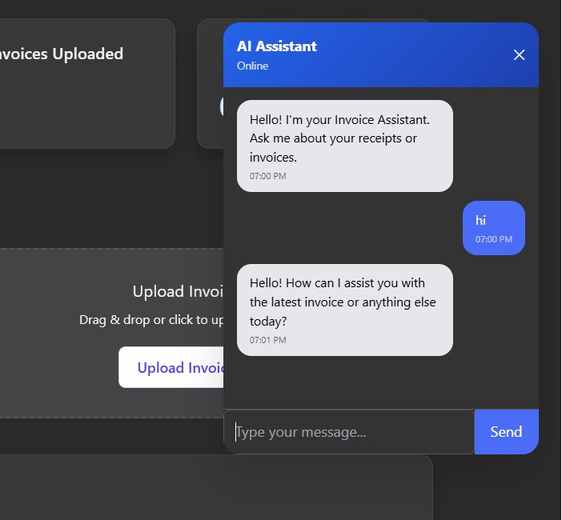 nvoices Uploaded
AI Assistant
Online
Hello! I'm your Invoice Assistant.
Ask me about your receipts or
invoices.
07:00 PM
hi
07:00 PM
Hello! How can I assist you with
the latest invoice or anything else
today?
07:01 PM
Upload Invoi
Drag & drop or click to up
Upload Invoic
Type your message...
Send